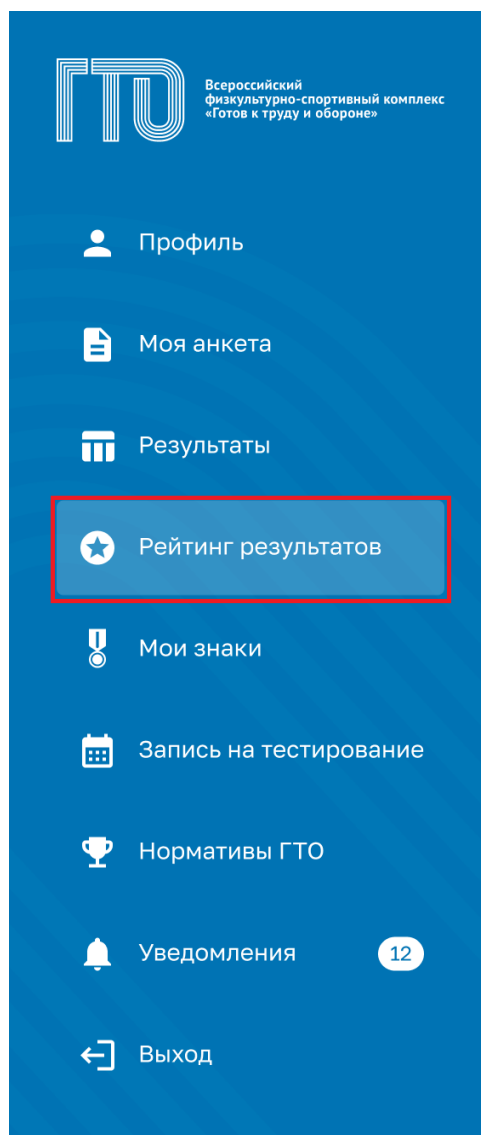 ГТО
Всероссийский
физкультурно-спортивный комплекс
«Готов к труду и обороне»
Профиль
Моя анкета
Результаты
Рейтинг результатов
Мои знаки
Запись на тестирование
Нормативы ГТО
Уведомления 12
Выход